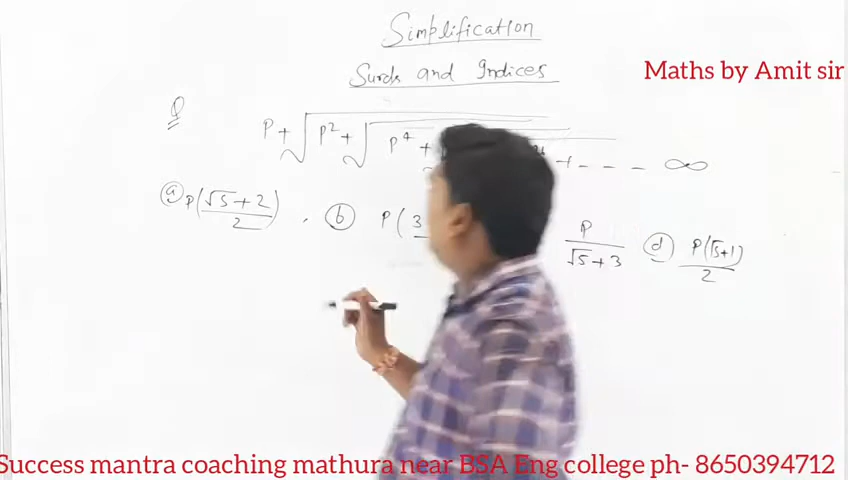 Simplification
Surds and Indices
Maths by Amit sir
Q P + √P² + √P⁴ + + - - - - ∞
ⓐ P(√5+2)/2 , ⓑ P(3 P/√5+3 ⓓ P(√5+1)/2
Success mantra coaching mathura near BSA Eng college ph- 8650394712